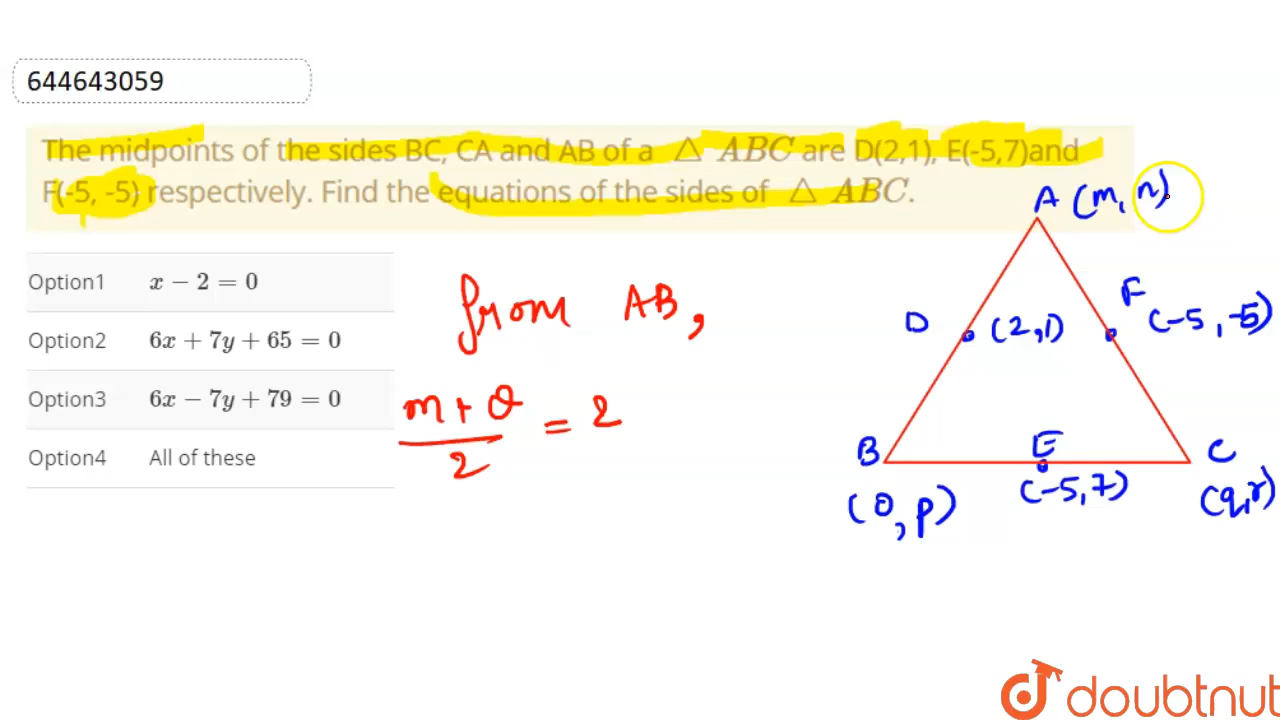 644643059
The midpoints of the sides BC, CA and AB of a △ ABC are D(2,1), E(-5,7)and
F(-5, -5) respectively. Find the equations of the sides of △ ABC.
A (m, n)
Option1 x − 2 = 0
from AB,
F
D (2,1) (-5, -5)
Option2 6x + 7y + 65 = 0
Option3 6x − 7y + 79 = 0
m + O
2
= 2
Option4 All of these
B E C
(O, p) (-5, 7) (q, r)
doubtnut